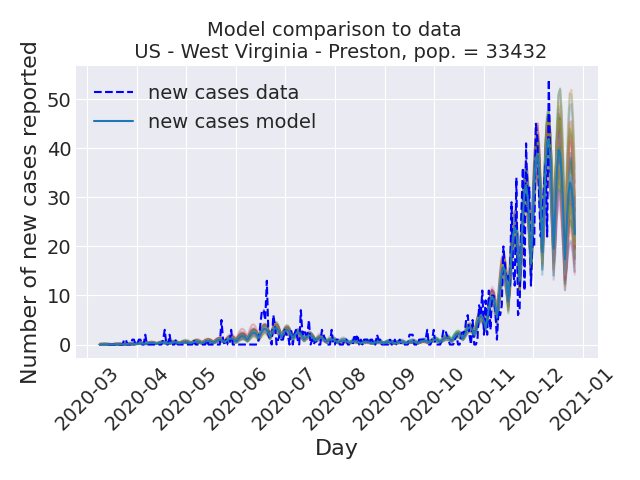 Model comparison to data
US - West Virginia - Preston, pop. = 33432
Number of new cases reported
50
40
30
20
10
0
new cases data
new cases model
2020-03
2020-04
2020-05
2020-06
2020-07
2020-08
2020-09
2020-10
2020-11
2020-12
2021-01
Day